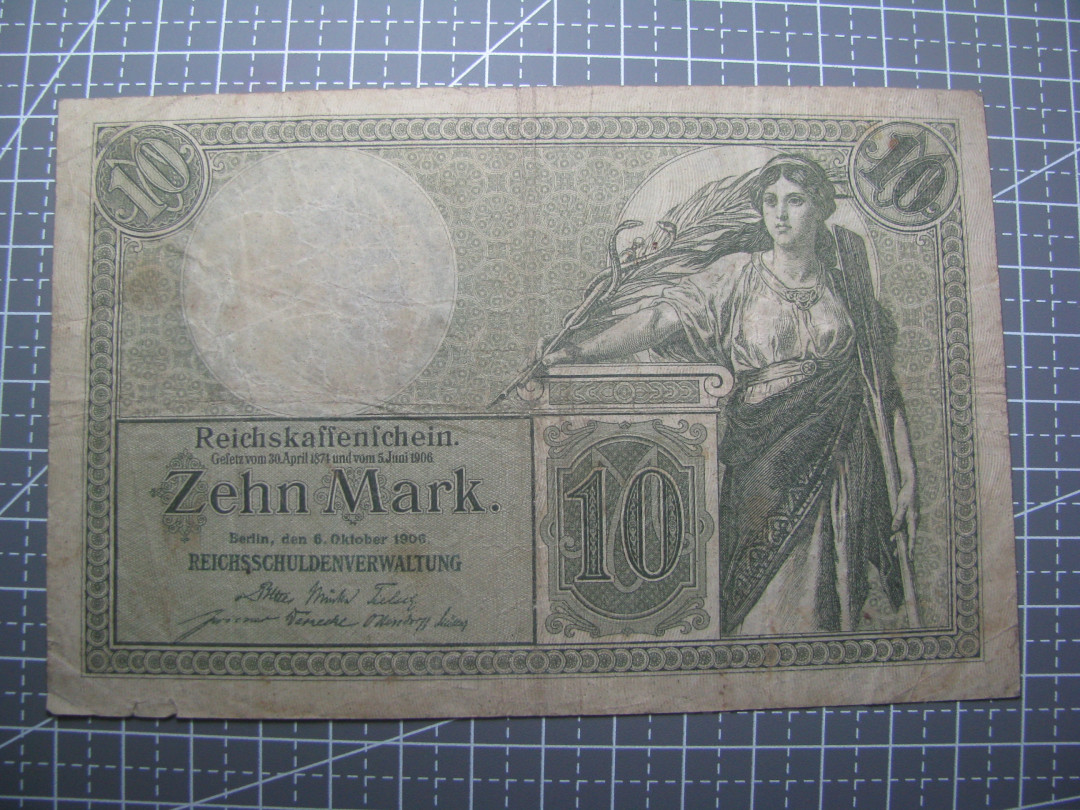 10
10
Reichskaſſenſchein.
Geſetz vom 30. April 1874 und vom 5. Juni 1906.
Zehn Mark.
Berlin, den 6. Oktober 1906.
REICHSSCHULDENVERWALTUNG
10 M